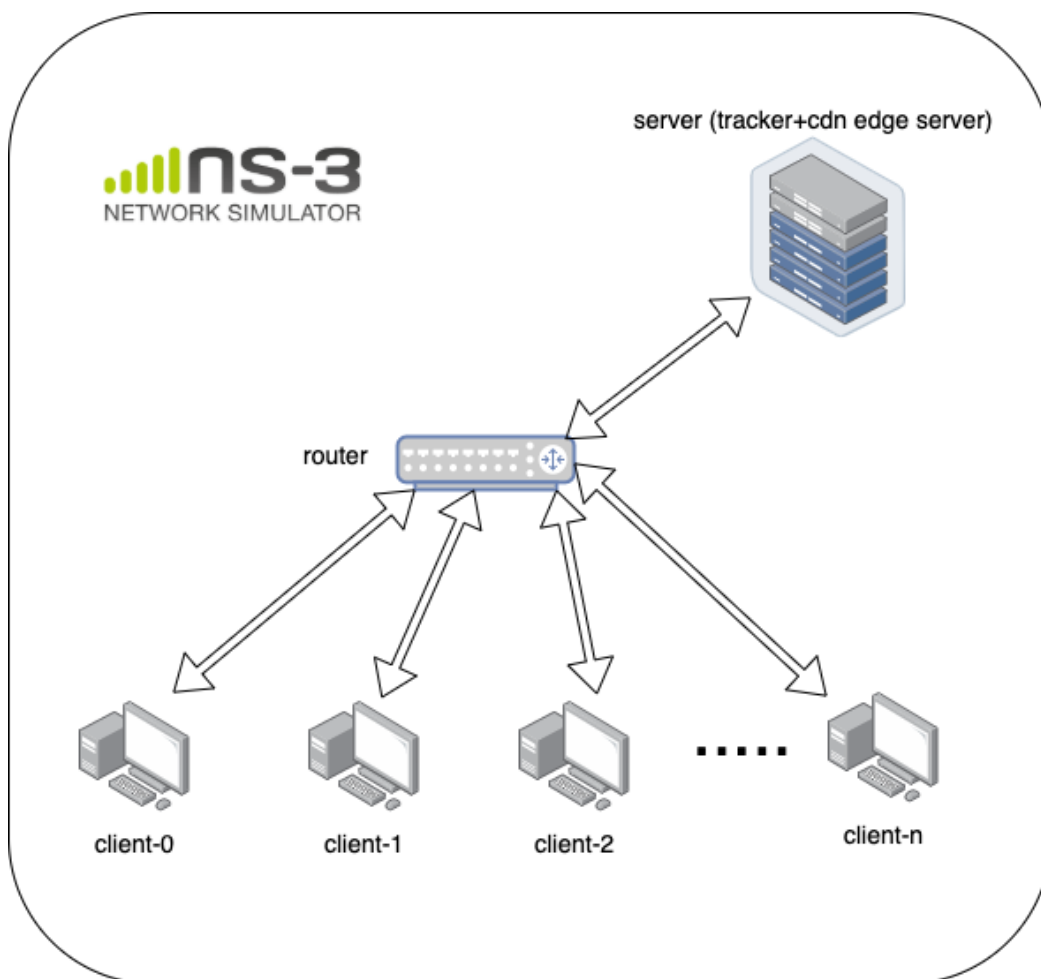 server (tracker+cdn edge server)
ns-3
NETWORK SIMULATOR
router
client-0
client-1
client-2
client-n